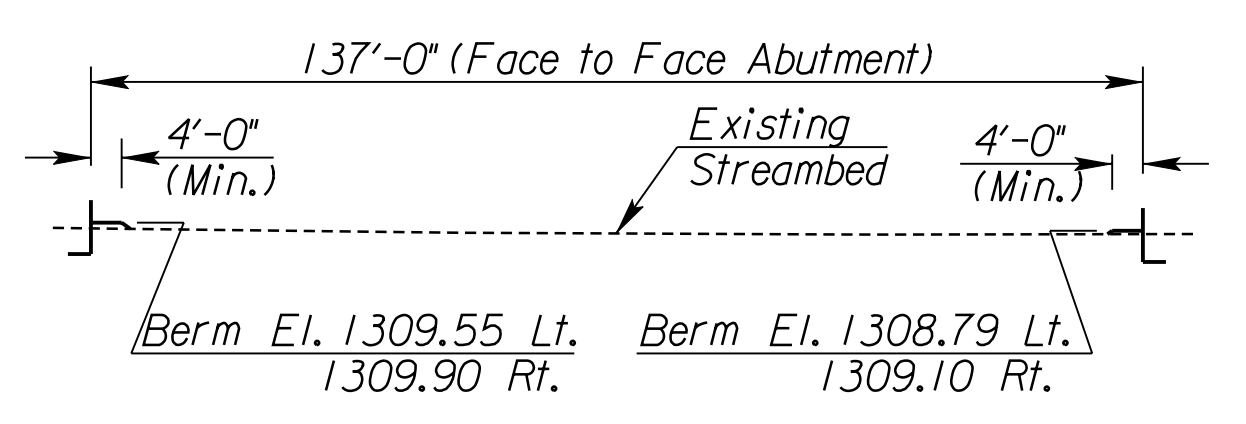 137'-0" (Face to Face Abutment)
4'-0"
(Min.)
Existing
Streambed
4'-0"
(Min.)
Berm El. 1309.55 Lt.
1309.90 Rt.
Berm El. 1308.79 Lt.
1309.10 Rt.